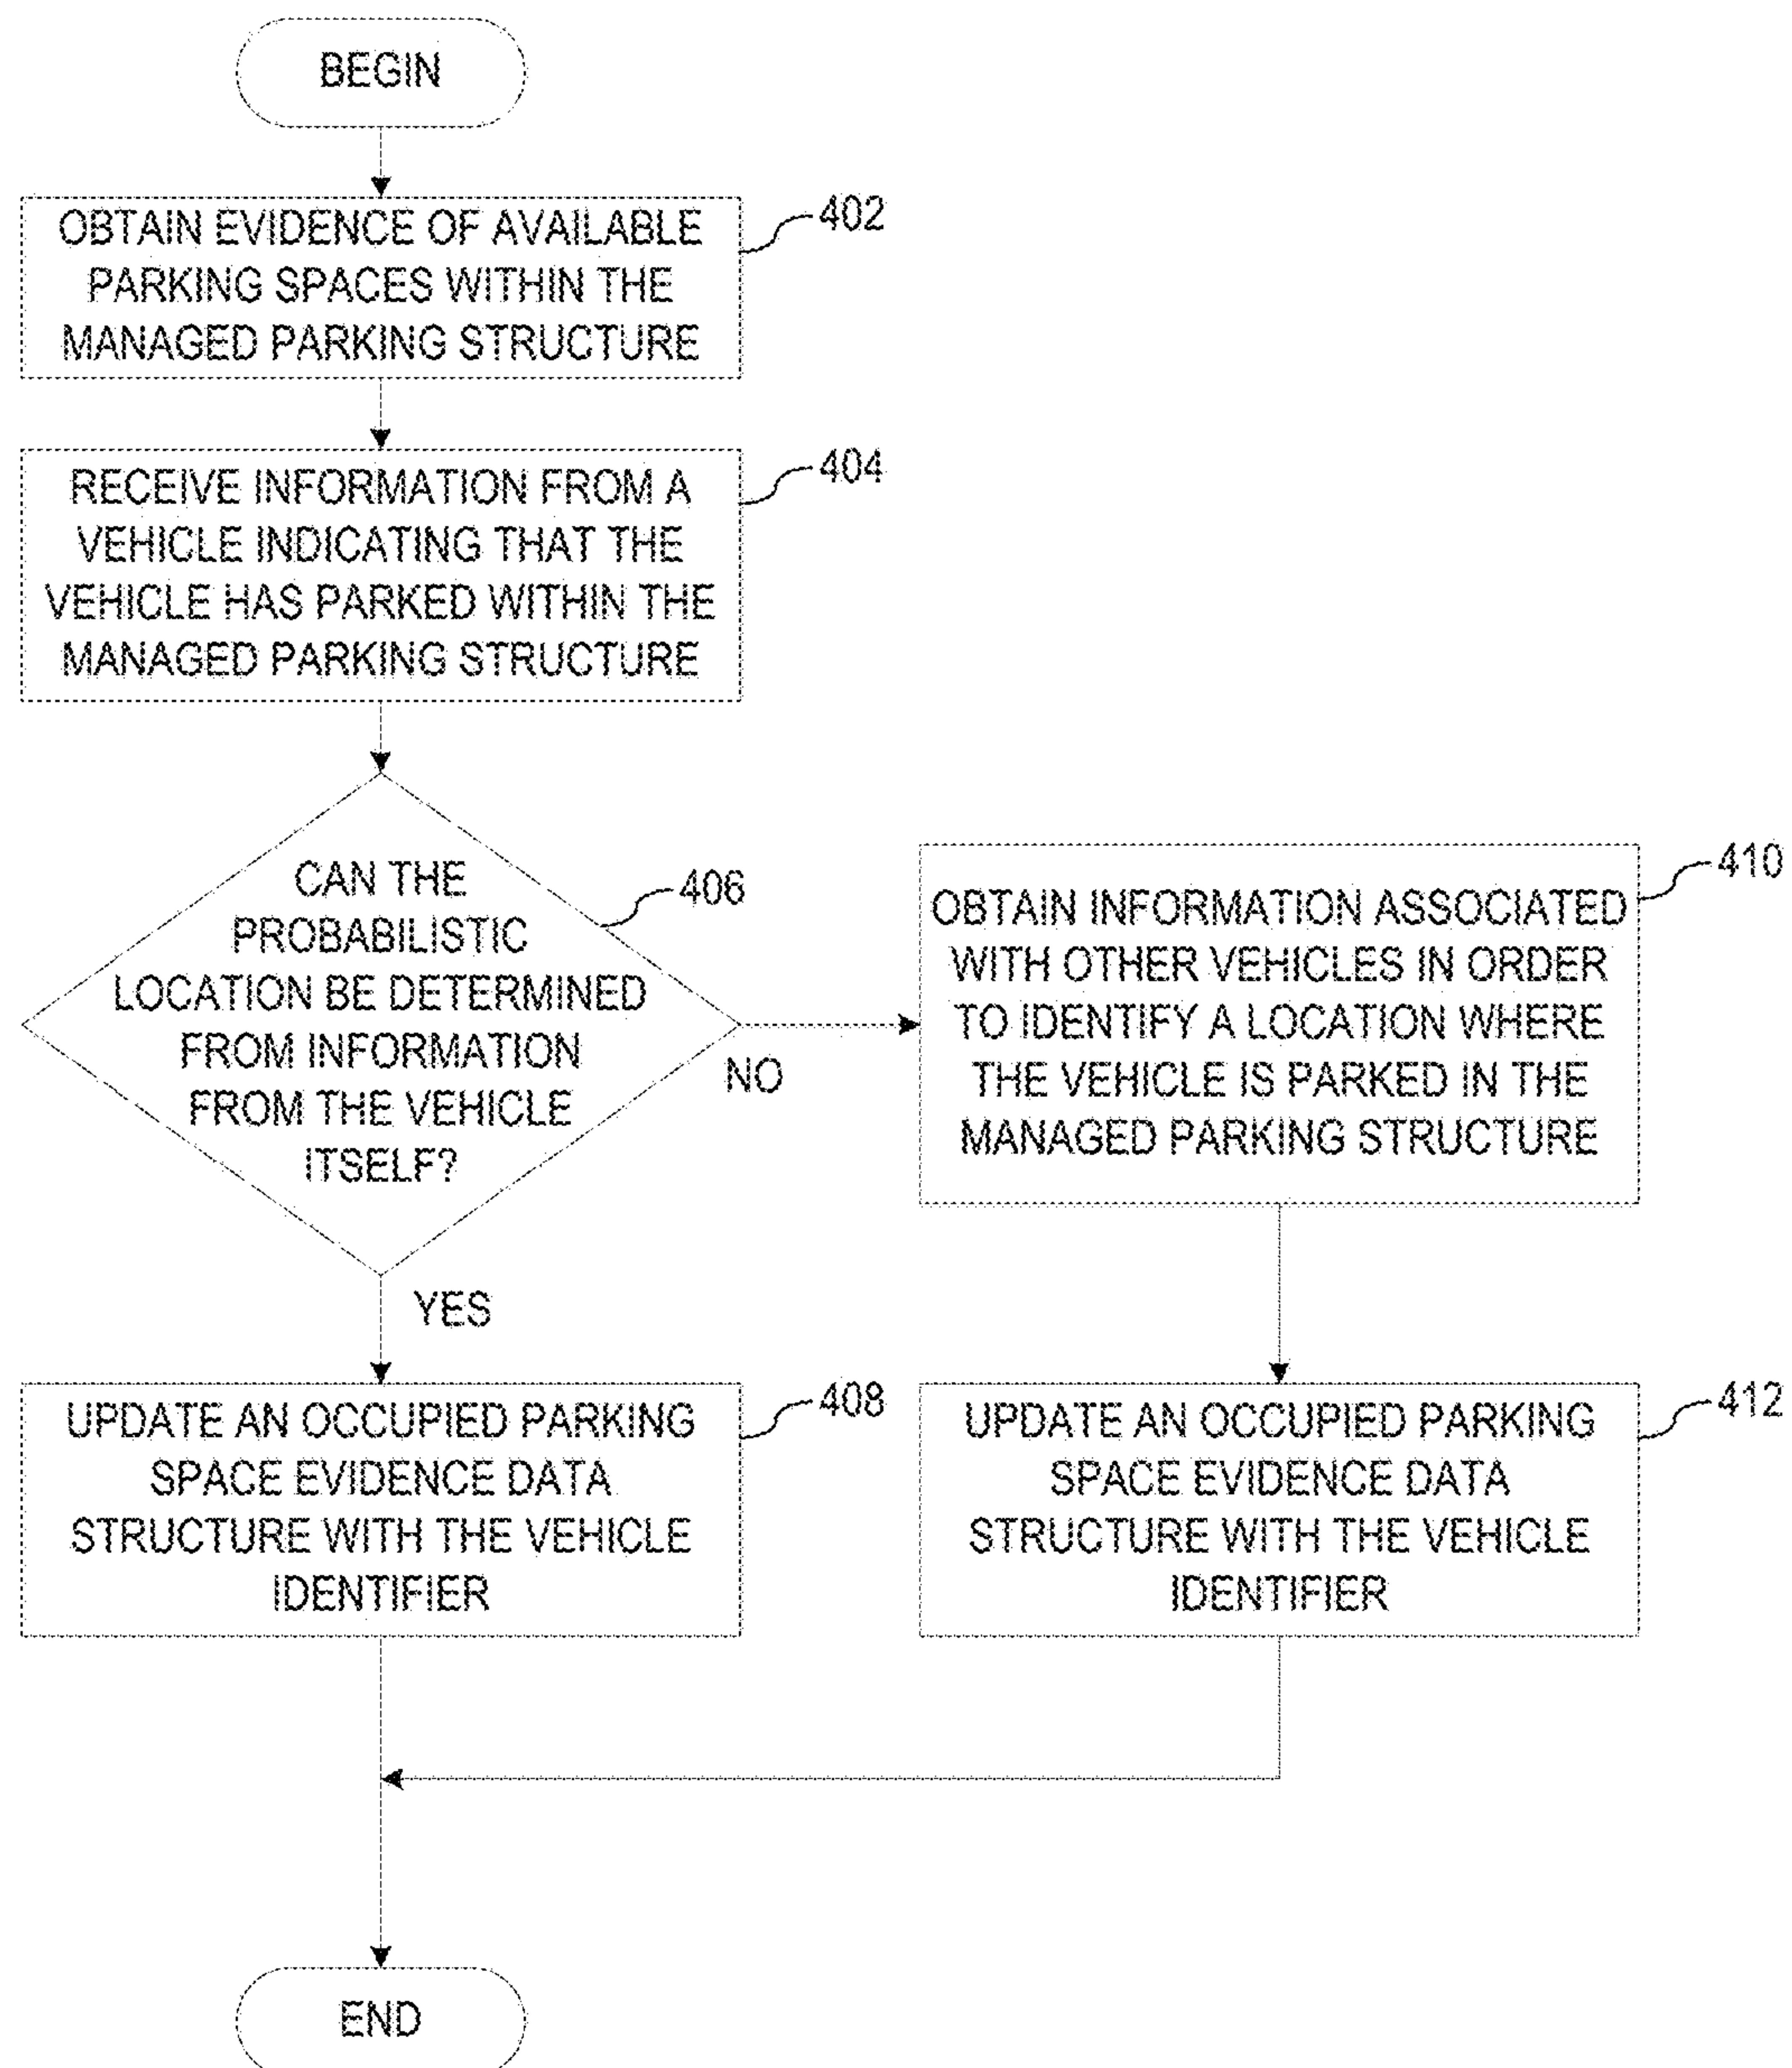 BEGIN
OBTAIN EVIDENCE OF AVAILABLE
PARKING SPACES WITHIN THE
MANAGED PARKING STRUCTURE
402
RECEIVE INFORMATION FROM A
VEHICLE INDICATING THAT THE
VEHICLE HAS PARKED WITHIN THE
MANAGED PARKING STRUCTURE
404
CAN THE
PROBABILISTIC
LOCATION BE DETERMINED
FROM INFORMATION
FROM THE VEHICLE
ITSELF?
406
NO
YES
OBTAIN INFORMATION ASSOCIATED
WITH OTHER VEHICLES IN ORDER
TO IDENTIFY A LOCATION WHERE
THE VEHICLE IS PARKED IN THE
MANAGED PARKING STRUCTURE
410
UPDATE AN OCCUPIED PARKING
SPACE EVIDENCE DATA
STRUCTURE WITH THE VEHICLE
IDENTIFIER
408
UPDATE AN OCCUPIED PARKING
SPACE EVIDENCE DATA
STRUCTURE WITH THE VEHICLE
IDENTIFIER
412
END